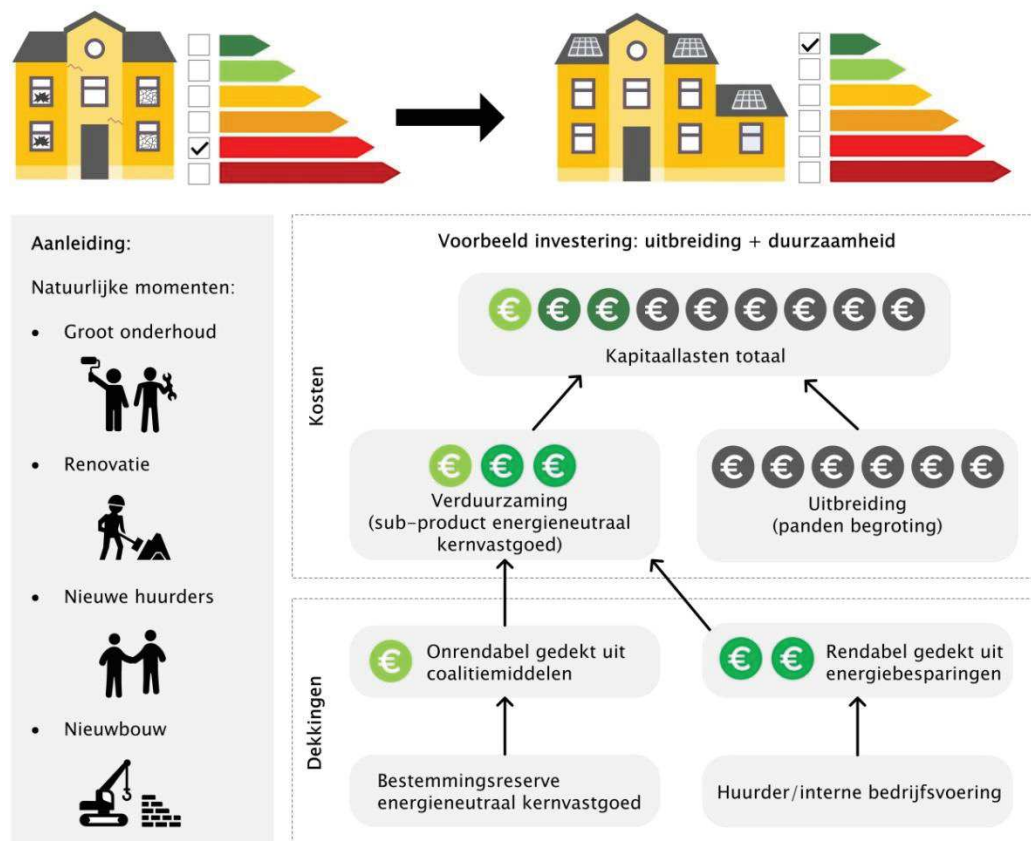 Aanleiding:
Natuurlijke momenten:
• Groot onderhoud
• Renovatie
• Nieuwe huurders
• Nieuwbouw
Voorbeeld investering: uitbreiding + duurzaamheid
Kosten
€ € € € € € € € €
Kapitaallasten totaal
€ € €
Verduurzaming
(sub-product energieneutraal
kernvastgoed)
€ € € € € €
Uitbreiding
(panden begroting)
Dekkingen
€
Onrendabel gedekt uit
coalitiemiddelen
€ €
Rendabel gedekt uit
energiebesparingen
Bestemmingsreserve
energieneutraal kernvastgoed
Huurder/interne bedrijfsvoering